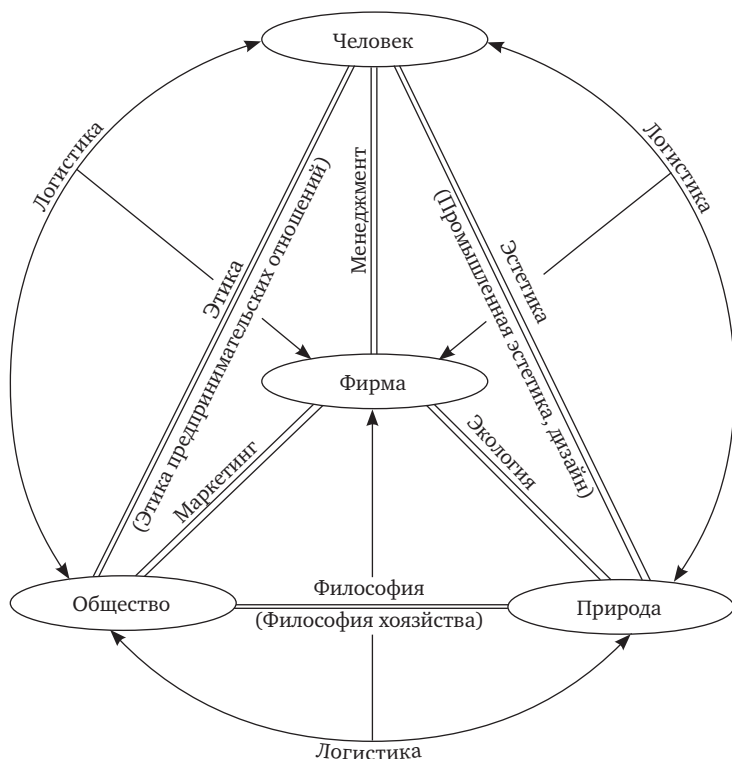 Человек
Логистика
Логистика
Этика
(Этика предпринимательских отношений)
Менеджмент
Эстетика
(Промышленная эстетика, дизайн)
Фирма
Маркетинг
Экология
Общество
Философия
(Философия хояйзства)
Природа
Логистика